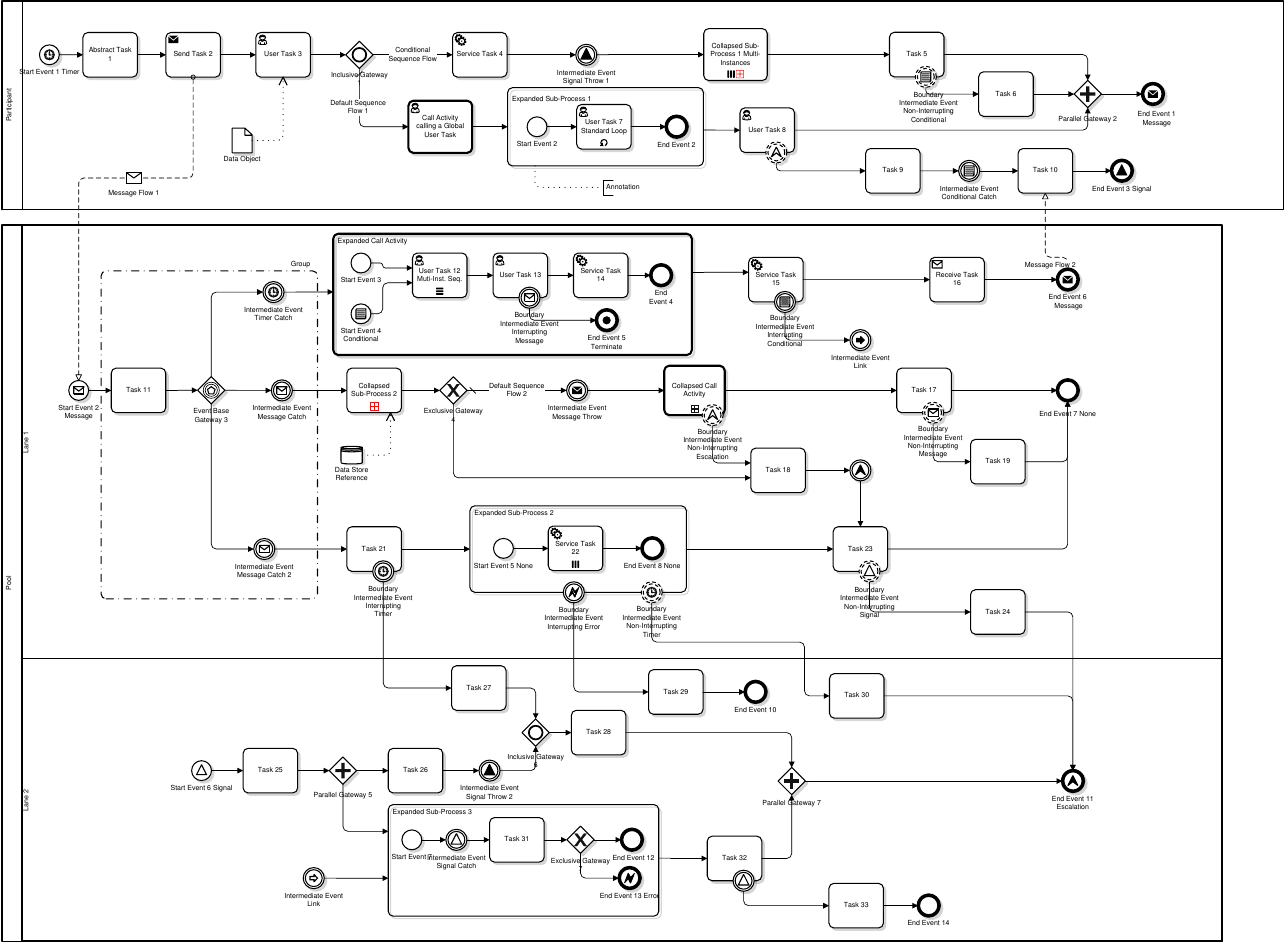 Participant
Start Event 1 Timer
Abstract Task
1
Send Task 2
User Task 3
Inclusive Gateway
Conditional
Sequence Flow
Service Task 4
Intermediate Event
Signal Throw 1
Collapsed Sub-
Process 1 Multi-
Instances
Task 5
Boundary
Intermediate Event
Non-Interrupting
Conditional
Task 6
Parallel Gateway 2
End Event 1
Message
Default Sequence
Flow 1
Call Activity
calling a Global
User Task
Expanded Sub-Process 1
Start Event 2
User Task 7
Standard Loop
End Event 2
User Task 8
Task 9
Intermediate Event
Conditional Catch
Task 10
End Event 3 Signal
Data Object
Annotation
Message Flow 1
Message Flow 2
Pool
Lane 1
Group
Expanded Call Activity
Start Event 3
User Task 12
Muti-Inst. Seq.
User Task 13
Service Task
14
End
Event 4
Start Event 4
Conditional
Boundary
Intermediate Event
Interrupting
Message
End Event 5
Terminate
Intermediate Event
Timer Catch
Service Task
15
Boundary
Intermediate Event
Interrupting
Conditional
Intermediate Event
Link
Receive Task
16
End Event 6
Message
Start Event 2
Message
Task 11
Event Base
Gateway 3
Intermediate Event
Message Catch
Collapsed
Sub-Process 2
Exclusive Gateway
4
Default Sequence
Flow 2
Intermediate Event
Message Throw
Collapsed Call
Activity
Boundary
Intermediate Event
Non-Interrupting
Escalation
Task 17
Boundary
Intermediate Event
Non-Interrupting
Message
End Event 7 None
Data Store
Reference
Task 18
Task 19
Intermediate Event
Message Catch 2
Task 21
Boundary
Intermediate Event
Interrupting
Timer
Expanded Sub-Process 2
Start Event 5 None
Service Task
22
End Event 8 None
Boundary
Intermediate Event
Interrupting Error
Boundary
Intermediate Event
Non-Interrupting
Timer
Task 23
Boundary
Intermediate Event
Non-Interrupting
Signal
Task 24
Lane 2
Task 27
Task 29
End Event 10
Task 30
Inclusive Gateway
6
Task 28
Start Event 6 Signal
Task 25
Parallel Gateway 5
Task 26
Intermediate Event
Signal Throw 2
Parallel Gateway 7
End Event 11
Escalation
Expanded Sub-Process 3
Start Event 7
Intermediate Event
Signal Catch
Task 31
Exclusive Gateway
End Event 12
End Event 13 Error
Intermediate Event
Link
Task 32
Task 33
End Event 14